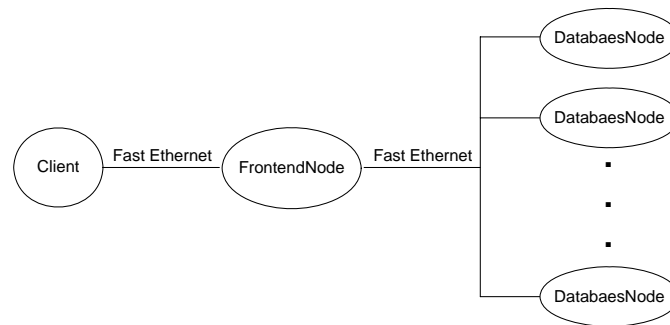 DatabaesNode
DatabaesNode
Client
Fast Ethernet
FrontendNode
Fast Ethernet
DatabaesNode